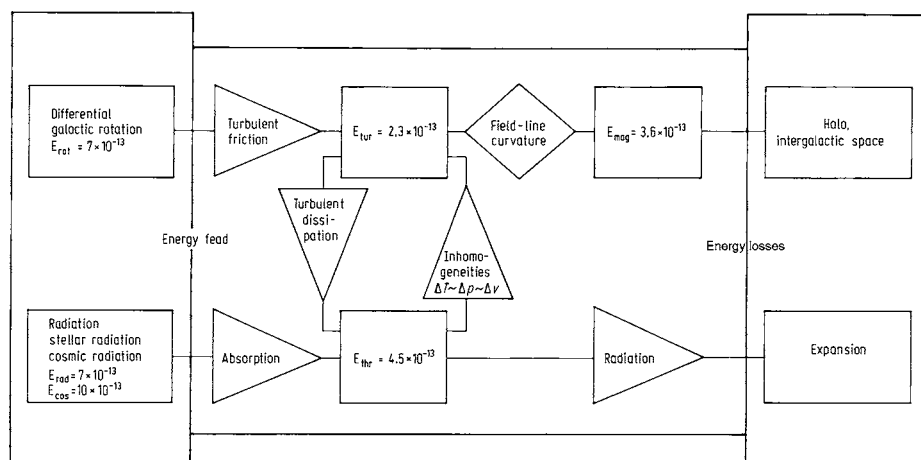 Differential
galactic rotation
E_rot = 7×10⁻¹³
Turbulent
friction
E_tur = 2,3×10⁻¹³
Field-line
curvature
E_mag = 3.6×10⁻¹³
Halo,
intergalactic space
Turbulent
dissi-
pation
Energy fead
Inhomo-
geneities
ΔT~Δp~Δv
Energy losses
Radiation
stellar radiation
cosmic radiation
E_rad = 7×10⁻¹³
E_cos = 10×10⁻¹³
Absorption
E_thr = 4.5×10⁻¹³
Radiation
Expansion